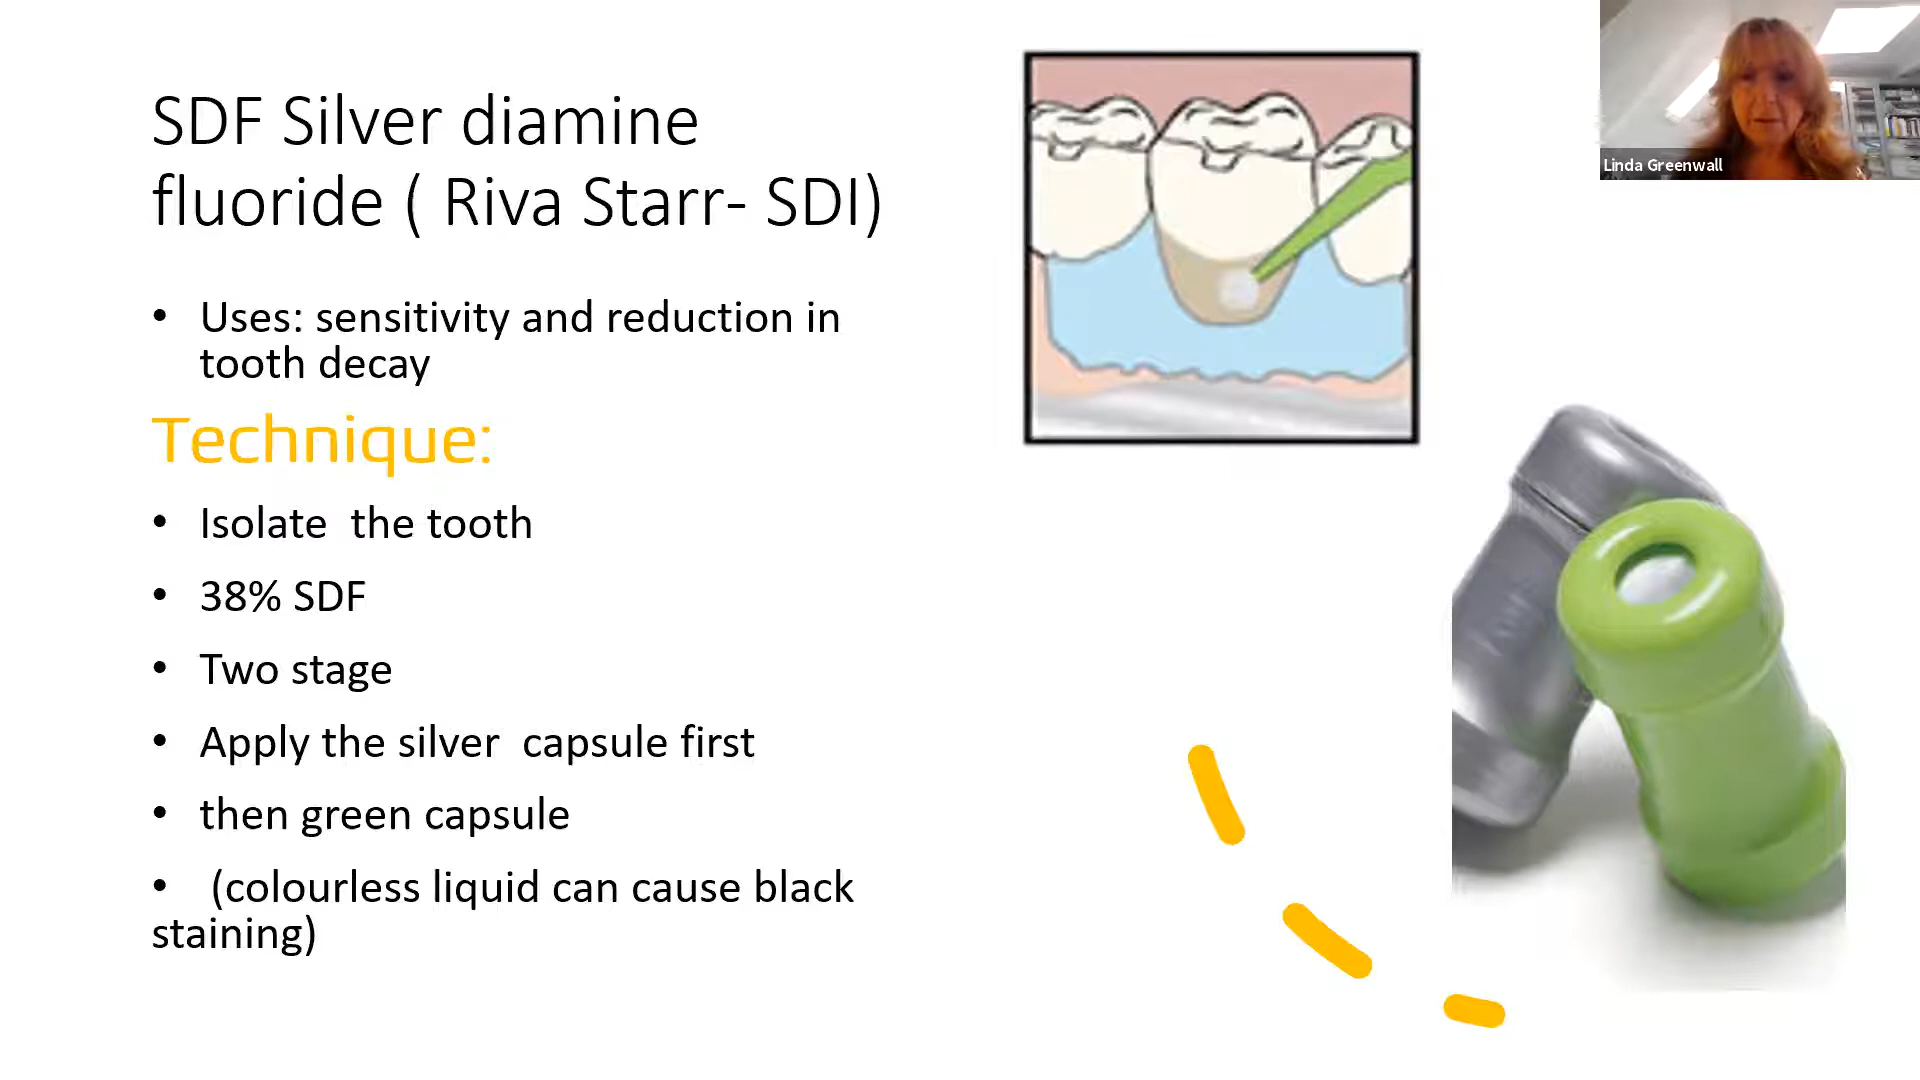 SDF Silver diamine
fluoride ( Riva Starr- SDI)
• Uses: sensitivity and reduction in
tooth decay
Technique:
• Isolate  the tooth
• 38% SDF
• Two stage
• Apply the silver  capsule first
• then green capsule
•  (colourless liquid can cause black
staining)
Linda Greenwall